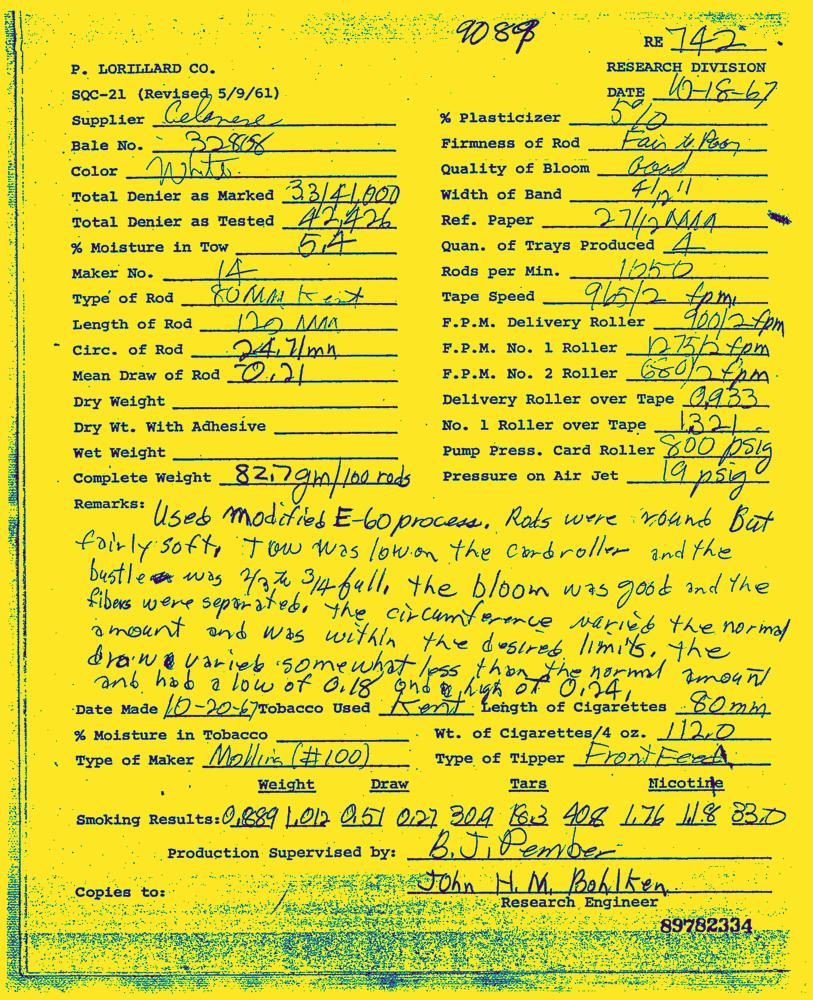 9089
RE 742
P. LORILLARD CO. RESEARCH DIVISION
SQC-21 (Revised 5/9/61) DATE 10-18-67
Supplier Celanese % Plasticizer
Bale No. Firmness of Rod Fair to Poor
Color White Quality of Bloom Good
Total Denier as Marked 3.3/41,000 Width of Band
Total Denier as Tested 42,426 Ref. Paper 27 1/2 MM
% Moisture in Tow 5.4 Quan. of Trays Produced 4
Maker No. 14 Rods per Min. 1050
Type of Rod 80 MM Kent Tape Speed fpm.
Length of Rod 120 MM F.P.M. Delivery Roller 900/2 fpm
Circ. of Rod 24.7/mm F.P.M. No. 1 Roller 1275/2 fpm
Mean Draw of Rod 0.21 F.P.M. No. 2 Roller 680/2 fpm
Dry Weight Delivery Roller over Tape 0.933
Dry Wt. With Adhesive No. 1 Roller over Tape 1.321
Wet Weight Pump Press. Card Roller 800 psig
Complete Weight 82.7 gm/100 rods Pressure on Air Jet 19 psig
Remarks: Used modified E-60 process. Rods were round But
fairly soft. Tow was low on the card roller and the
bustle was 2/3 to 3/4 full. the bloom was good and the
fibers were separated. the circumference varied the normal
amount and was within the desired limits. the
draw varied somewhat less than the normal amount
and had a low of 0.18 and a high of 0.24.
Date Made 10-20-67 Tobacco Used Kent Length of Cigarettes 80mm
% Moisture in Tobacco Wt. of Cigarettes/4 oz. 112.0
Type of Maker Mollins (#100) Type of Tipper Front Feed
Weight Draw Tars Nicotine
Smoking Results: 0.889 1.012 0.51 0.27 30.9 18.3 40.8 1.76 1.18 33.0
Production Supervised by: B. J. Pember
John H. M. Bohlken
Copies to: Research Engineer
89782334